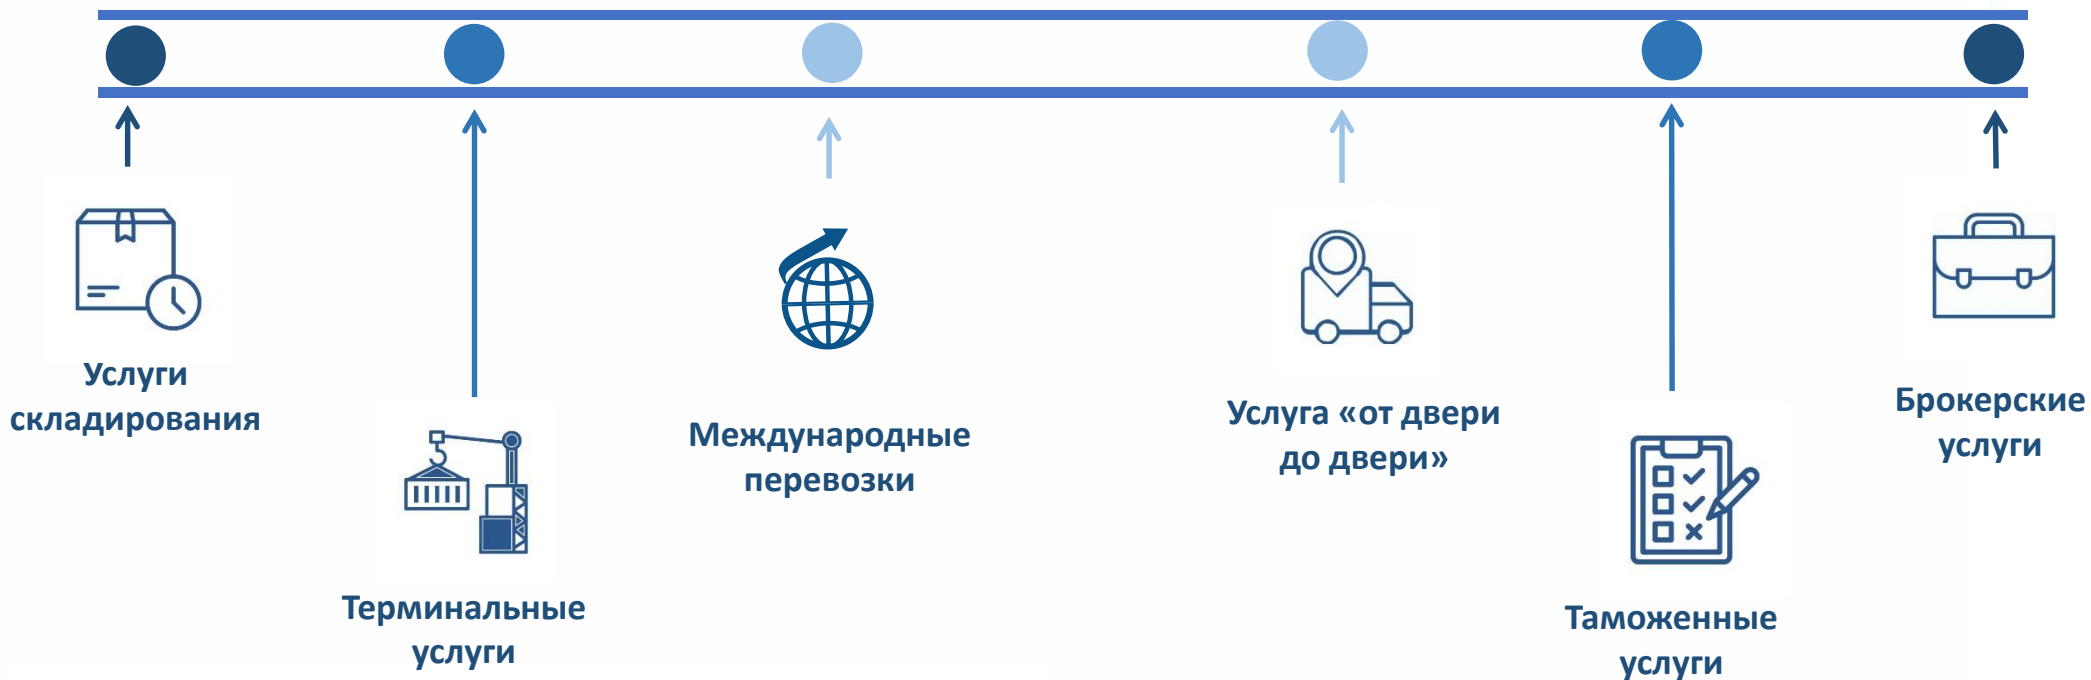 Услуги
складирования
Терминальные
услуги
Международные
перевозки
Услуга «от двери
до двери»
Таможенные
услуги
Брокерские
услуги